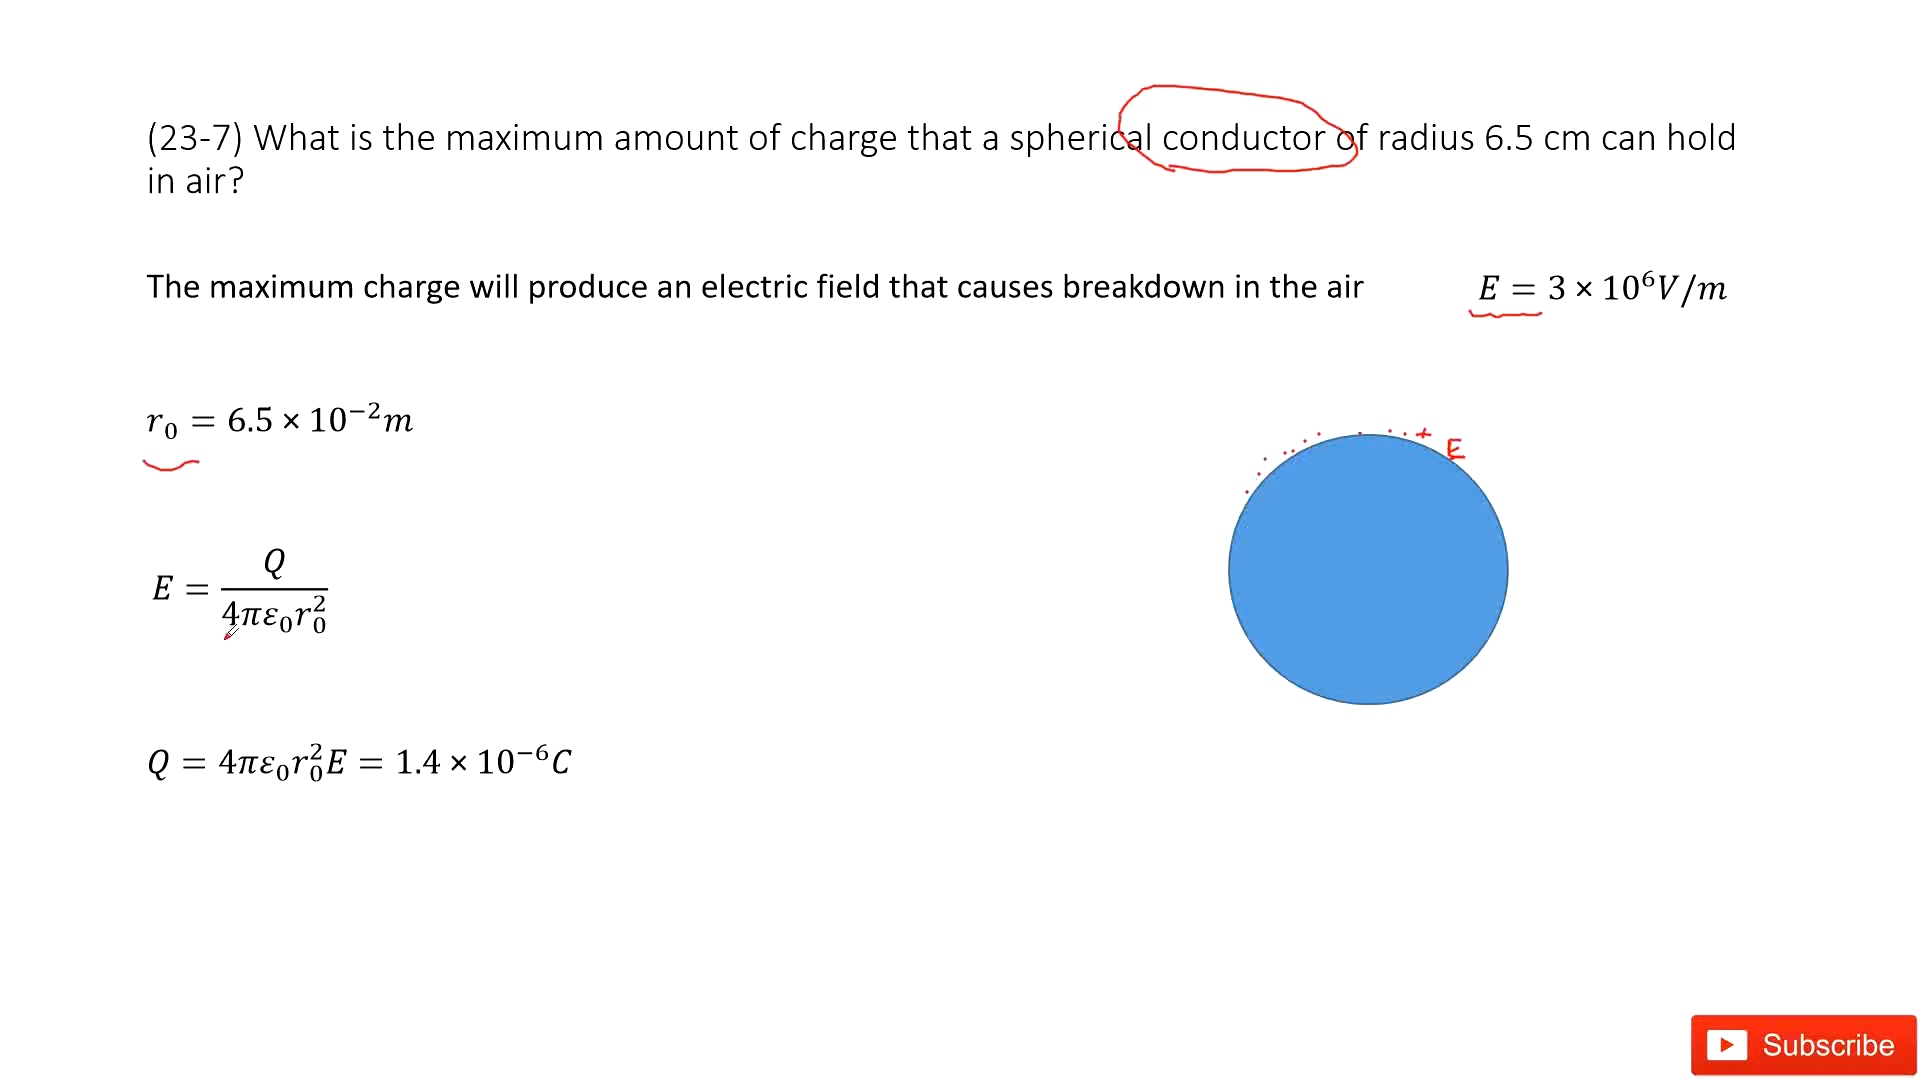 (23-7) What is the maximum amount of charge that a spherical conductor of radius 6.5 cm can hold
in air?
The maximum charge will produce an electric field that causes breakdown in the air E = 3 × 10⁶V/m
r₀ = 6.5 × 10⁻²m
+ E
E = Q / 4πε₀r₀²
Q = 4πε₀r₀²E = 1.4 × 10⁻⁶C
Subscribe